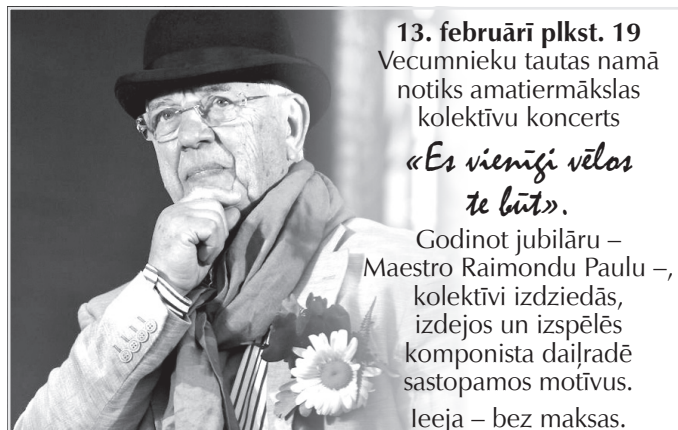 13. februārī plkst. 19
Vecumnieku tautas namā
notiks amatiermākslas
kolektīvu koncerts
«Es vienīgi vēlos
te būt».
Godinot jubilāru –
Maestro Raimondu Paulu –,
kolektīvi izdziedās,
izdejos un izspēlēs
komponista daiļradē
sastopamos motīvus.
Ieeja – bez maksas.